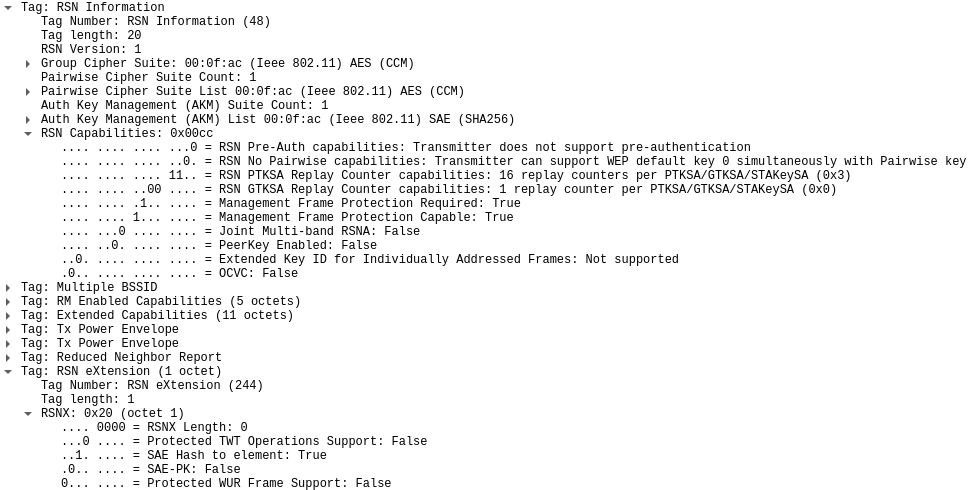 Tag: RSN Information
Tag Number: RSN Information (48)
Tag length: 20
RSN Version: 1
Group Cipher Suite: 00:0f:ac (Ieee 802.11) AES (CCM)
Pairwise Cipher Suite Count: 1
Pairwise Cipher Suite List 00:0f:ac (Ieee 802.11) AES (CCM)
Auth Key Management (AKM) Suite Count: 1
Auth Key Management (AKM) List 00:0f:ac (Ieee 802.11) SAE (SHA256)
RSN Capabilities: 0x00cc
.... .... .... ...0 = RSN Pre-Auth capabilities: Transmitter does not support pre-authentication
.... .... .... ..0. = RSN No Pairwise capabilities: Transmitter can support WEP default key 0 simultaneously with Pairwise key
.... .... .... 11.. = RSN PTKSA Replay Counter capabilities: 16 replay counters per PTKSA/GTKSA/STAKeySA (0x3)
.... .... ..00 .... = RSN GTKSA Replay Counter capabilities: 1 replay counter per PTKSA/GTKSA/STAKeySA (0x0)
.... .... .1.. .... = Management Frame Protection Required: True
.... .... 1... .... = Management Frame Protection Capable: True
.... ...0 .... .... = Joint Multi-band RSNA: False
.... ..0. .... .... = PeerKey Enabled: False
..0. .... .... .... = Extended Key ID for Individually Addressed Frames: Not supported
.0.. .... .... .... = OCVC: False
Tag: Multiple BSSID
Tag: RM Enabled Capabilities (5 octets)
Tag: Extended Capabilities (11 octets)
Tag: Tx Power Envelope
Tag: Tx Power Envelope
Tag: Reduced Neighbor Report
Tag: RSN eXtension (1 octet)
Tag Number: RSN eXtension (244)
Tag length: 1
RSNX: 0x20 (octet 1)
.... 0000 = RSNX Length: 0
...0 .... = Protected TWT Operations Support: False
..1. .... = SAE Hash to element: True
.0.. .... = SAE-PK: False
0... .... = Protected WUR Frame Support: False